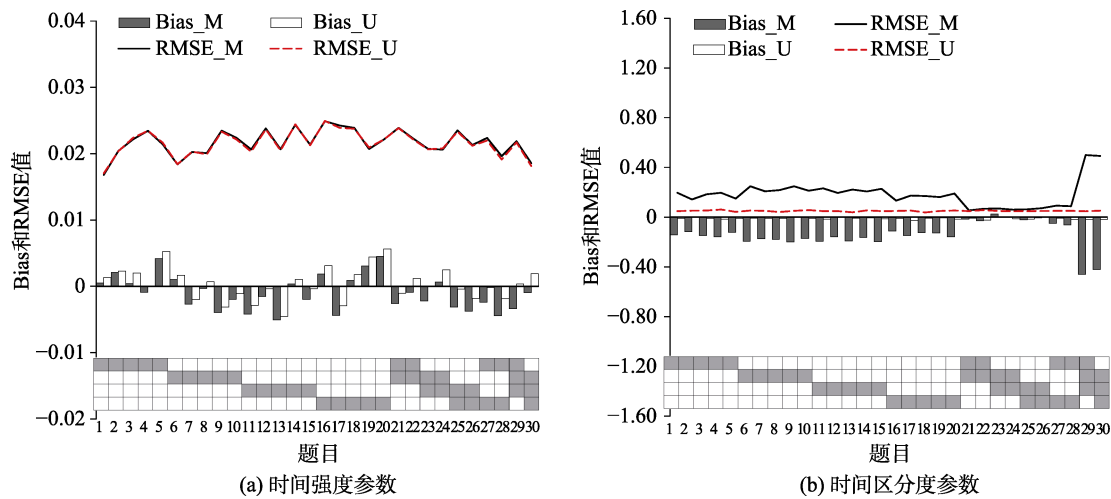 Bias_M Bias_U
RMSE_M RMSE_U
0.04
0.03
0.02
0.01
0
−0.01
−0.02
Bias和RMSE值
1 2 3 4 5 6 7 8 9 10 11 12 13 14 15 16 17 18 19 20 21 22 23 24 25 26 27 28 29 30
题目
(a) 时间强度参数
Bias_M RMSE_M
Bias_U RMSE_U
1.60
1.20
0.80
0.40
0
−0.40
−0.80
−1.20
−1.60
Bias和RMSE值
1 2 3 4 5 6 7 8 9 10 11 12 13 14 15 16 17 18 19 20 21 22 23 24 25 26 27 28 29 30
题目
(b) 时间区分度参数